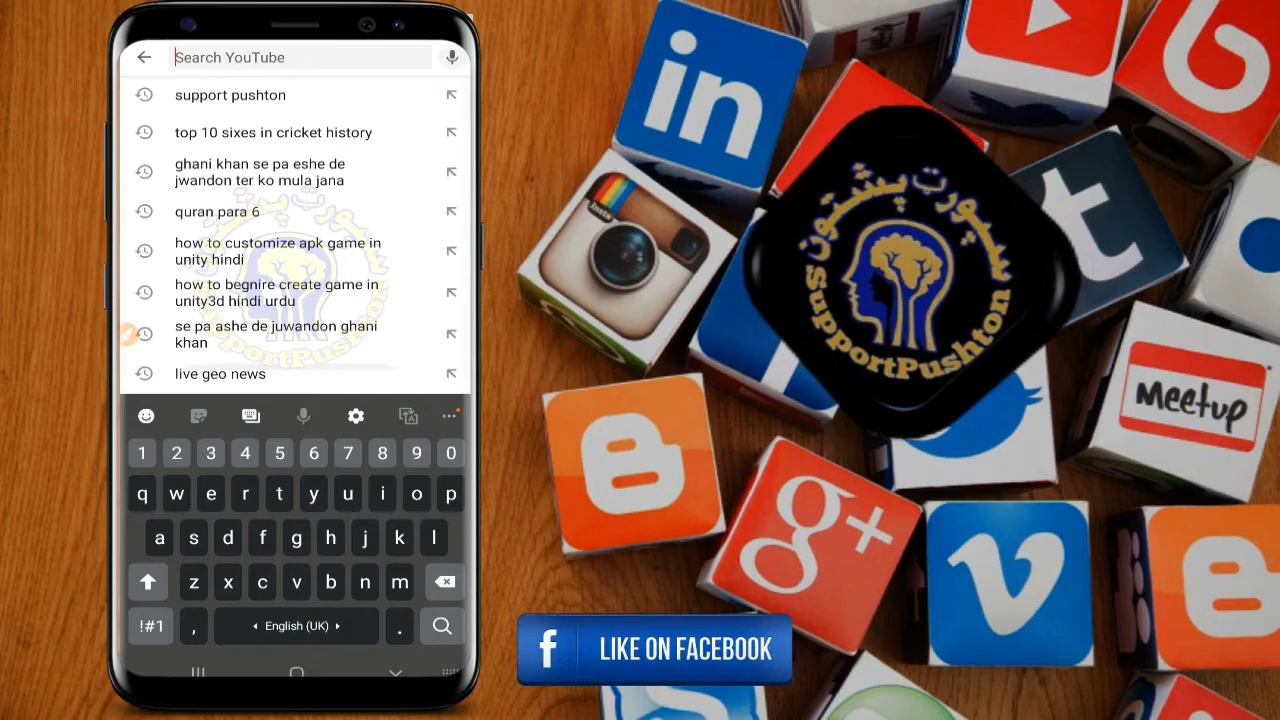 Search YouTube
support pushton
top 10 sixes in cricket history
ghani khan se pa eshe de
jwandon ter ko mula jana
quran para 6
how to customize apk game in
unity hindi
how to begnire create game in
unity3d hindi urdu
se pa ashe de juwandon ghani
khan
live geo news
1 2 3 4 5 6 7 8 9 0
q w e r t y u i o p
a s d f g h j k l
z x c v b n m
!#1 , English (UK) .
سپورټ پښتون
SupportPushton
in
Insta
t
Meetup
g+
f LIKE ON FACEBOOK